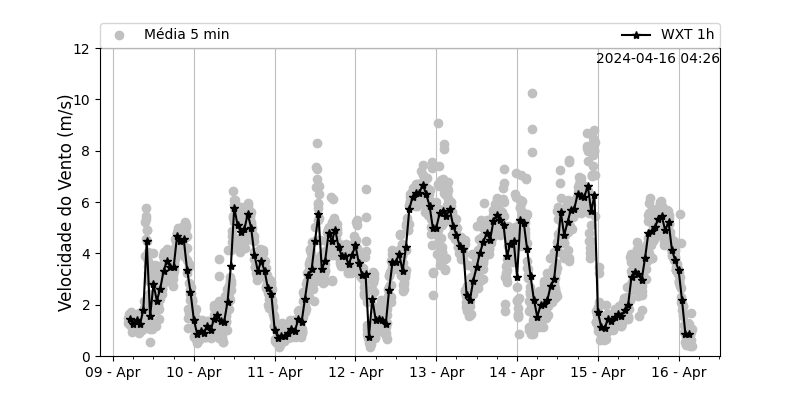 Média 5 min
WXT 1h
2024-04-16 04:26
Velocidade do Vento (m/s)
12
10
8
6
4
2
0
09 - Apr
10 - Apr
11 - Apr
12 - Apr
13 - Apr
14 - Apr
15 - Apr
16 - Apr